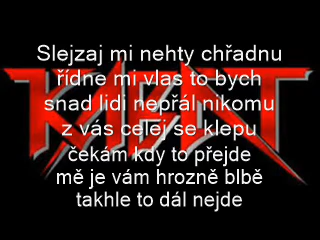 Slejzaj mi nehty chřadnu
řídne mi vlas to bych
snad lidi nepřál nikomu
z vás celej se klepu
čekám kdy to přejde
mě je vám hrozně blbě
takhle to dál nejde
KABÁT